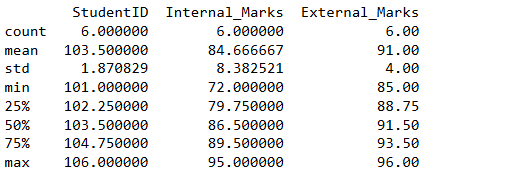 StudentID Internal_Marks External_Marks
count 6.000000 6.000000 6.00
mean 103.500000 84.666667 91.00
std 1.870829 8.382521 4.00
min 101.000000 72.000000 85.00
25% 102.250000 79.750000 88.75
50% 103.500000 86.500000 91.50
75% 104.750000 89.500000 93.50
max 106.000000 95.000000 96.00